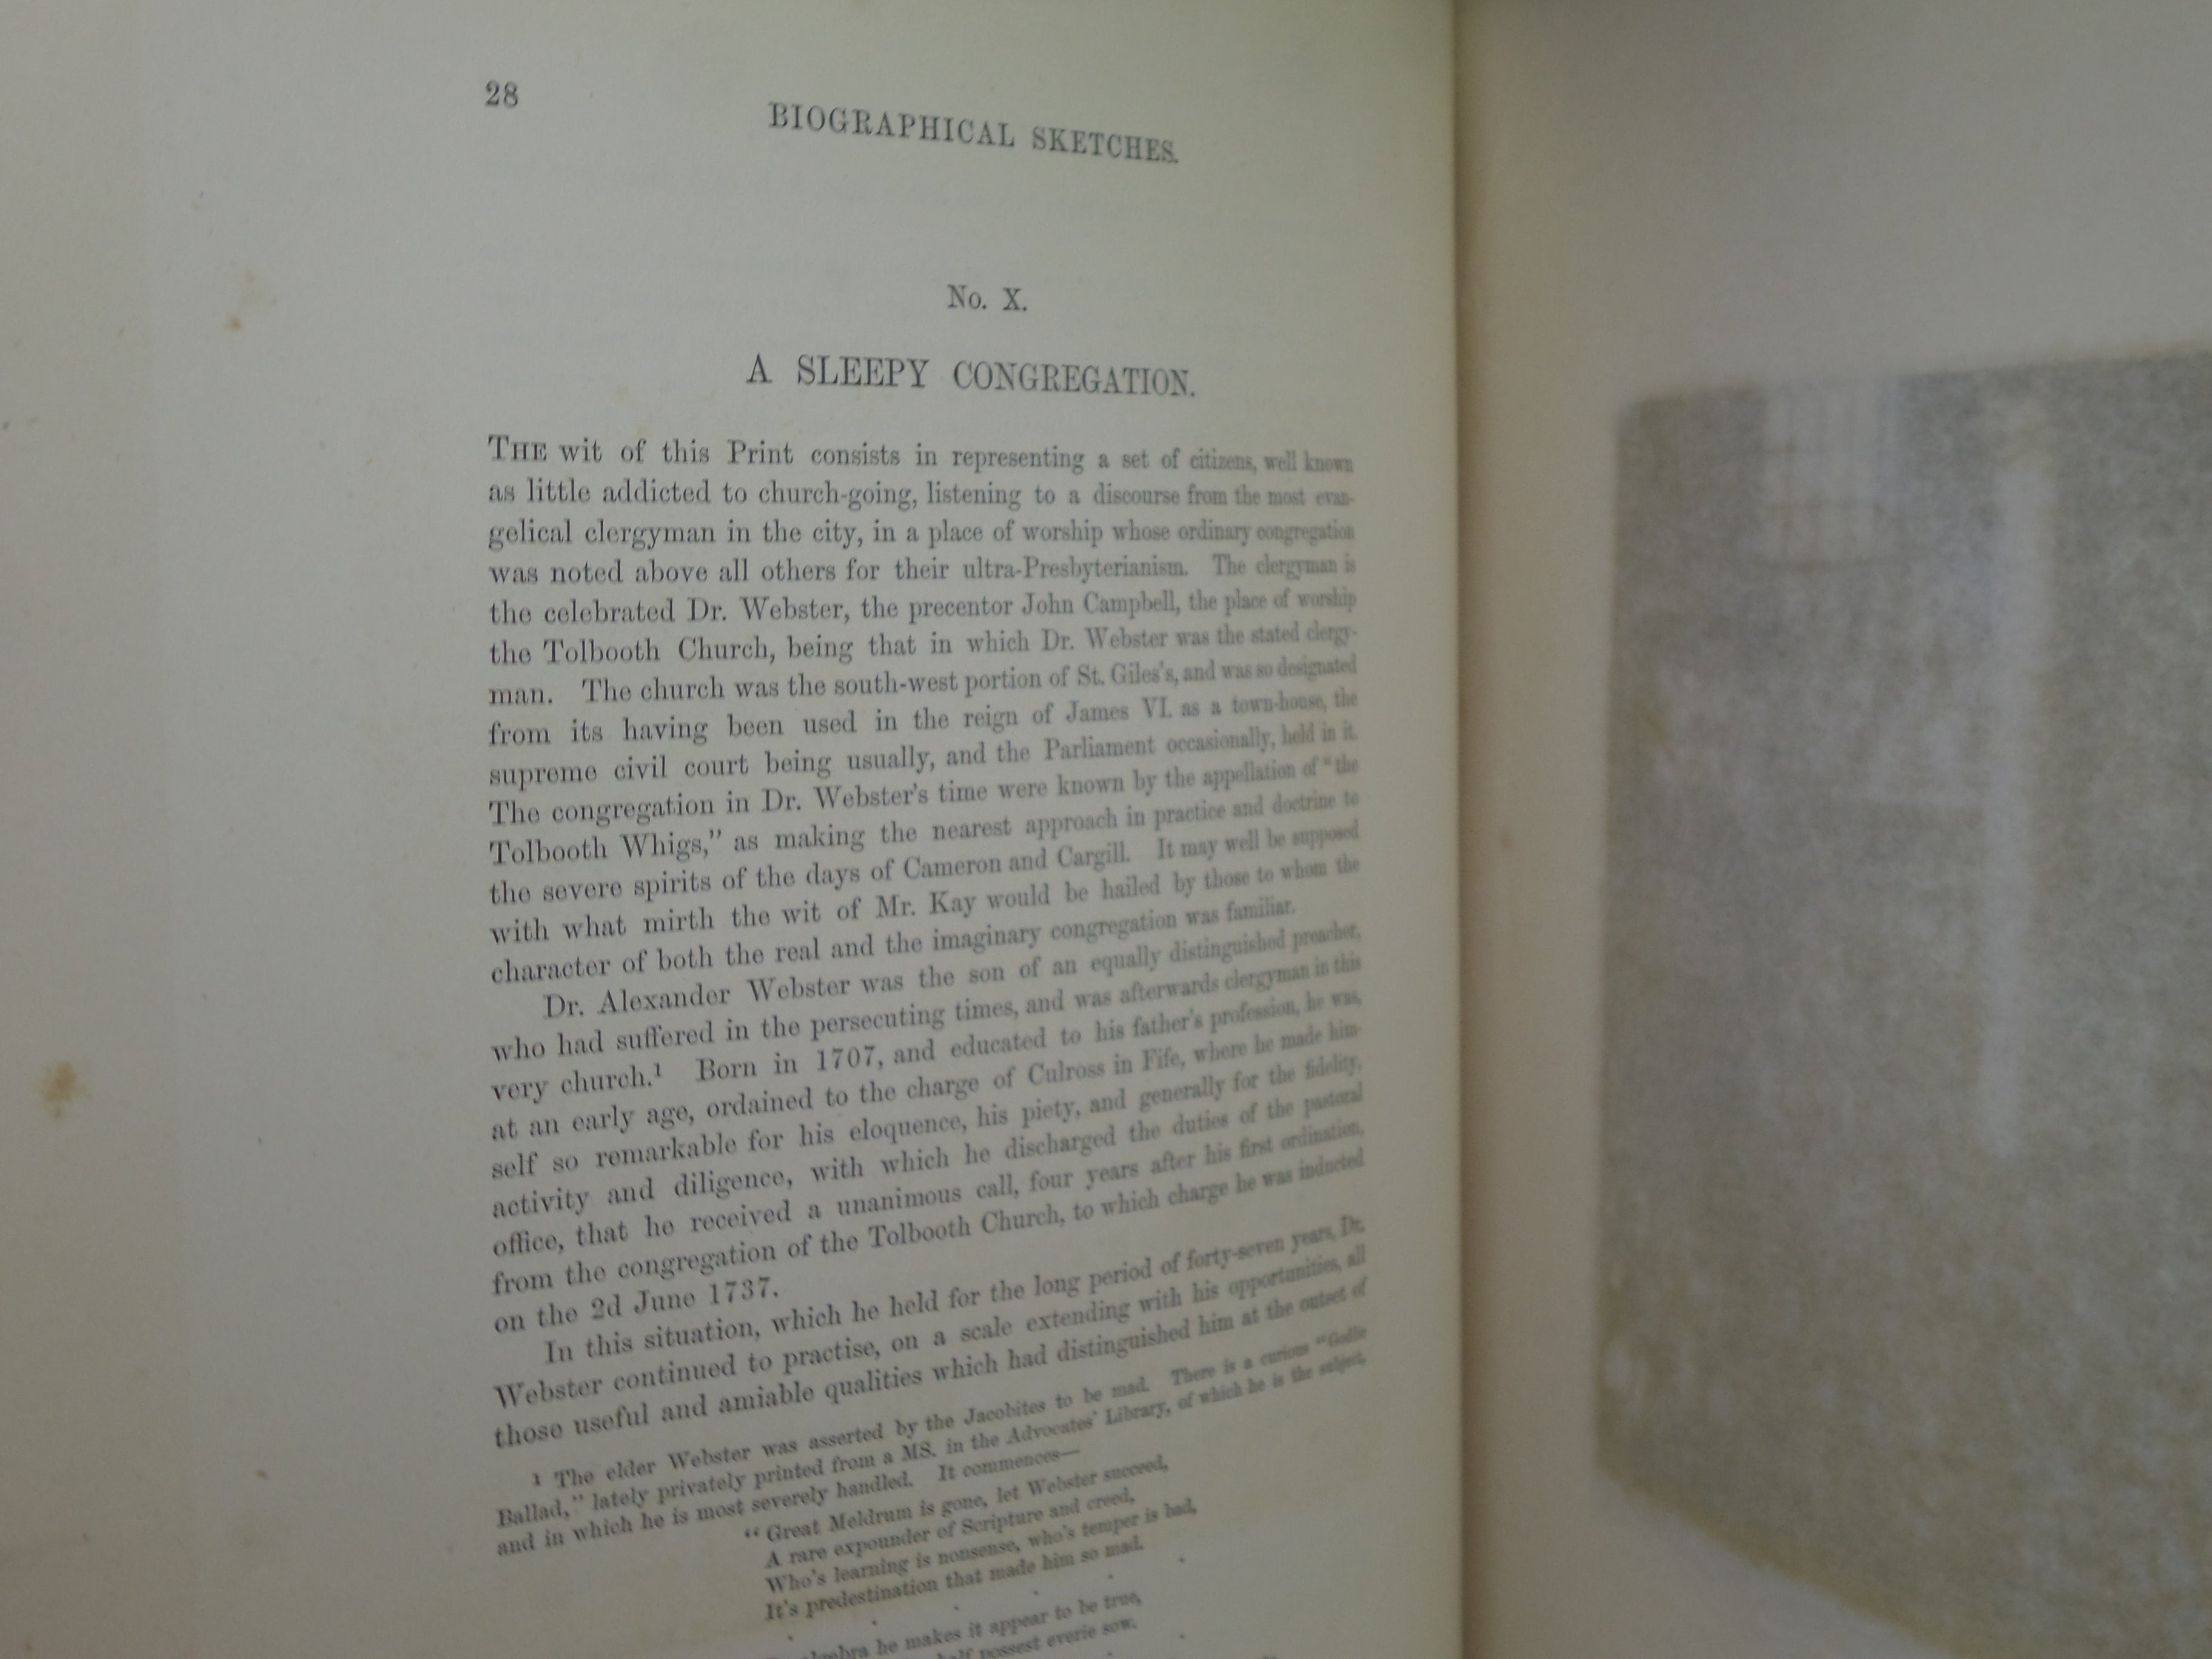 28
BIOGRAPHICAL SKETCHES.
No. X.
A SLEEPY CONGREGATION.
THE wit of this Print consists in representing a set of citizens, well known
as little addicted to church-going, listening to a discourse from the most evan-
gelical clergyman in the city, in a place of worship whose ordinary congregation
was noted above all others for their ultra-Presbyterianism. The clergyman is
the celebrated Dr. Webster, the precentor John Campbell, the place of worship
the Tolbooth Church, being that in which Dr. Webster was the stated clergy-
man. The church was the south-west portion of St. Giles's, and was so designated
from its having been used in the reign of James VI. as a town-house, the
supreme civil court being usually, and the Parliament occasionally, held in it.
The congregation in Dr. Webster's time were known by the appellation of "the
Tolbooth Whigs," as making the nearest approach in practice and doctrine to
the severe spirits of the days of Cameron and Cargill. It may well be supposed
with what mirth the wit of Mr. Kay would be hailed by those to whom the
character of both the real and the imaginary congregation was familiar.
Dr. Alexander Webster was the son of an equally distinguished preacher,
who had suffered in the persecuting times, and was afterwards clergyman in this
very church.¹ Born in 1707, and educated to his father's profession, he was,
at an early age, ordained to the charge of Culross in Fife, where he made him-
self so remarkable for his eloquence, his piety, and generally for the fidelity,
activity and diligence, with which he discharged the duties of the pastoral
office, that he received a unanimous call, four years after his first ordination,
from the congregation of the Tolbooth Church, to which charge he was inducted
on the 2d June 1737.
In this situation, which he held for the long period of forty-seven years, Dr.
Webster continued to practise, on a scale extending with his opportunities, all
those useful and amiable qualities which had distinguished him at the outset of
¹ The elder Webster was asserted by the Jacobites to be mad. There is a curious "Godlie
Ballad," lately privately printed from a MS. in the Advocates' Library, of which he is the subject,
and in which he is most severely handled. It commences—
"Great Meldrum is gone, let Webster succeed,
A rare expounder of Scripture and creed,
Who's learning is nonsense, who's temper is bad,
It's predestination that made him so mad.
he makes it appear to be true,
possest everie sow.